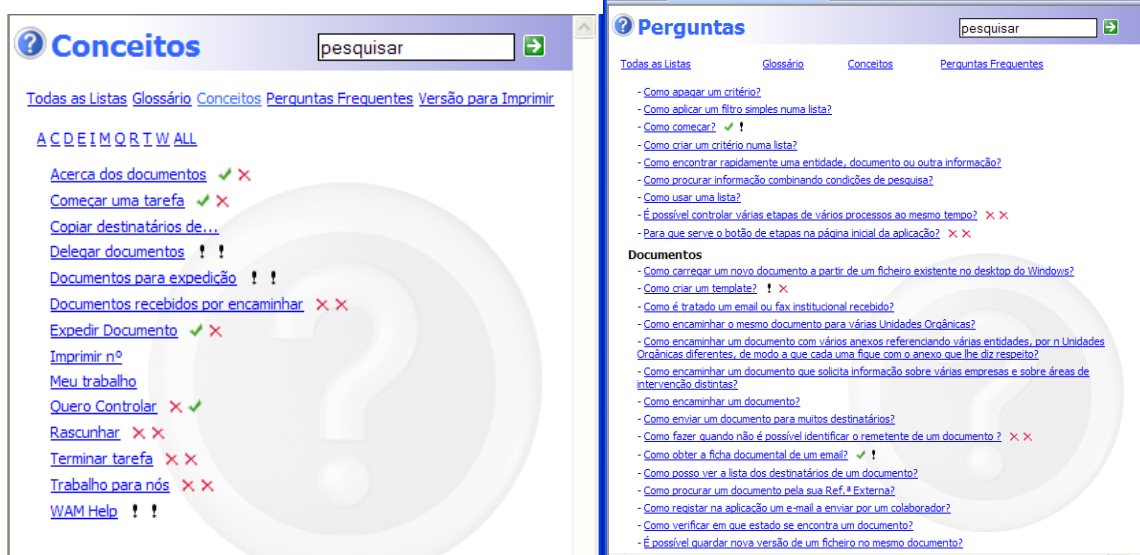 Conceitos
pesquisar
Todas as Listas Glossário Conceitos Perguntas Frequentes Versão para Imprimir
A C D E I M Q R T W ALL
Acerca dos documentos
Começar uma tarefa
Copiar destinatários de...
Delegar documentos ! !
Documentos para expedição ! !
Documentos recebidos por encaminhar
Expedir Documento
Imprimir nº
Meu trabalho
Quero Controlar
Rascunhar
Terminar tarefa
Trabalho para nós
WAM Help ! !
Perguntas
pesquisar
Todas as Listas Glossário Conceitos Perguntas Frequentes
- Como apagar um critério?
- Como aplicar um filtro simples numa lista?
- Como começar? !
- Como criar um critério numa lista?
- Como encontrar rapidamente uma entidade, documento ou outra informação?
- Como procurar informação combinando condições de pesquisa?
- Como usar uma lista?
- É possível controlar várias etapas de vários processos ao mesmo tempo?
- Para que serve o botão de etapas na página inicial da aplicação?
Documentos
- Como carregar um novo documento a partir de um ficheiro existente no desktop do Windows?
- Como criar um template? !
- Como é tratado um email ou fax institucional recebido?
- Como encaminhar o mesmo documento para várias Unidades Orgânicas?
- Como encaminhar um documento com vários anexos referenciando várias entidades, por n Unidades
Orgânicas diferentes, de modo a que cada uma fique com o anexo que lhe diz respeito?
- Como encaminhar um documento que solicita informação sobre várias empresas e sobre áreas de
intervenção distintas?
- Como encaminhar um documento?
- Como enviar um documento para muitos destinatários?
- Como fazer quando não é possível identificar o remetente de um documento ?
- Como obter a ficha documental de um email? !
- Como posso ver a lista dos destinatários de um documento?
- Como procurar um documento pela sua Ref.ª Externa?
- Como registar na aplicação um e-mail a enviar por um colaborador?
- Como verificar em que estado se encontra um documento?
- É possível guardar nova versão de um ficheiro no mesmo documento?